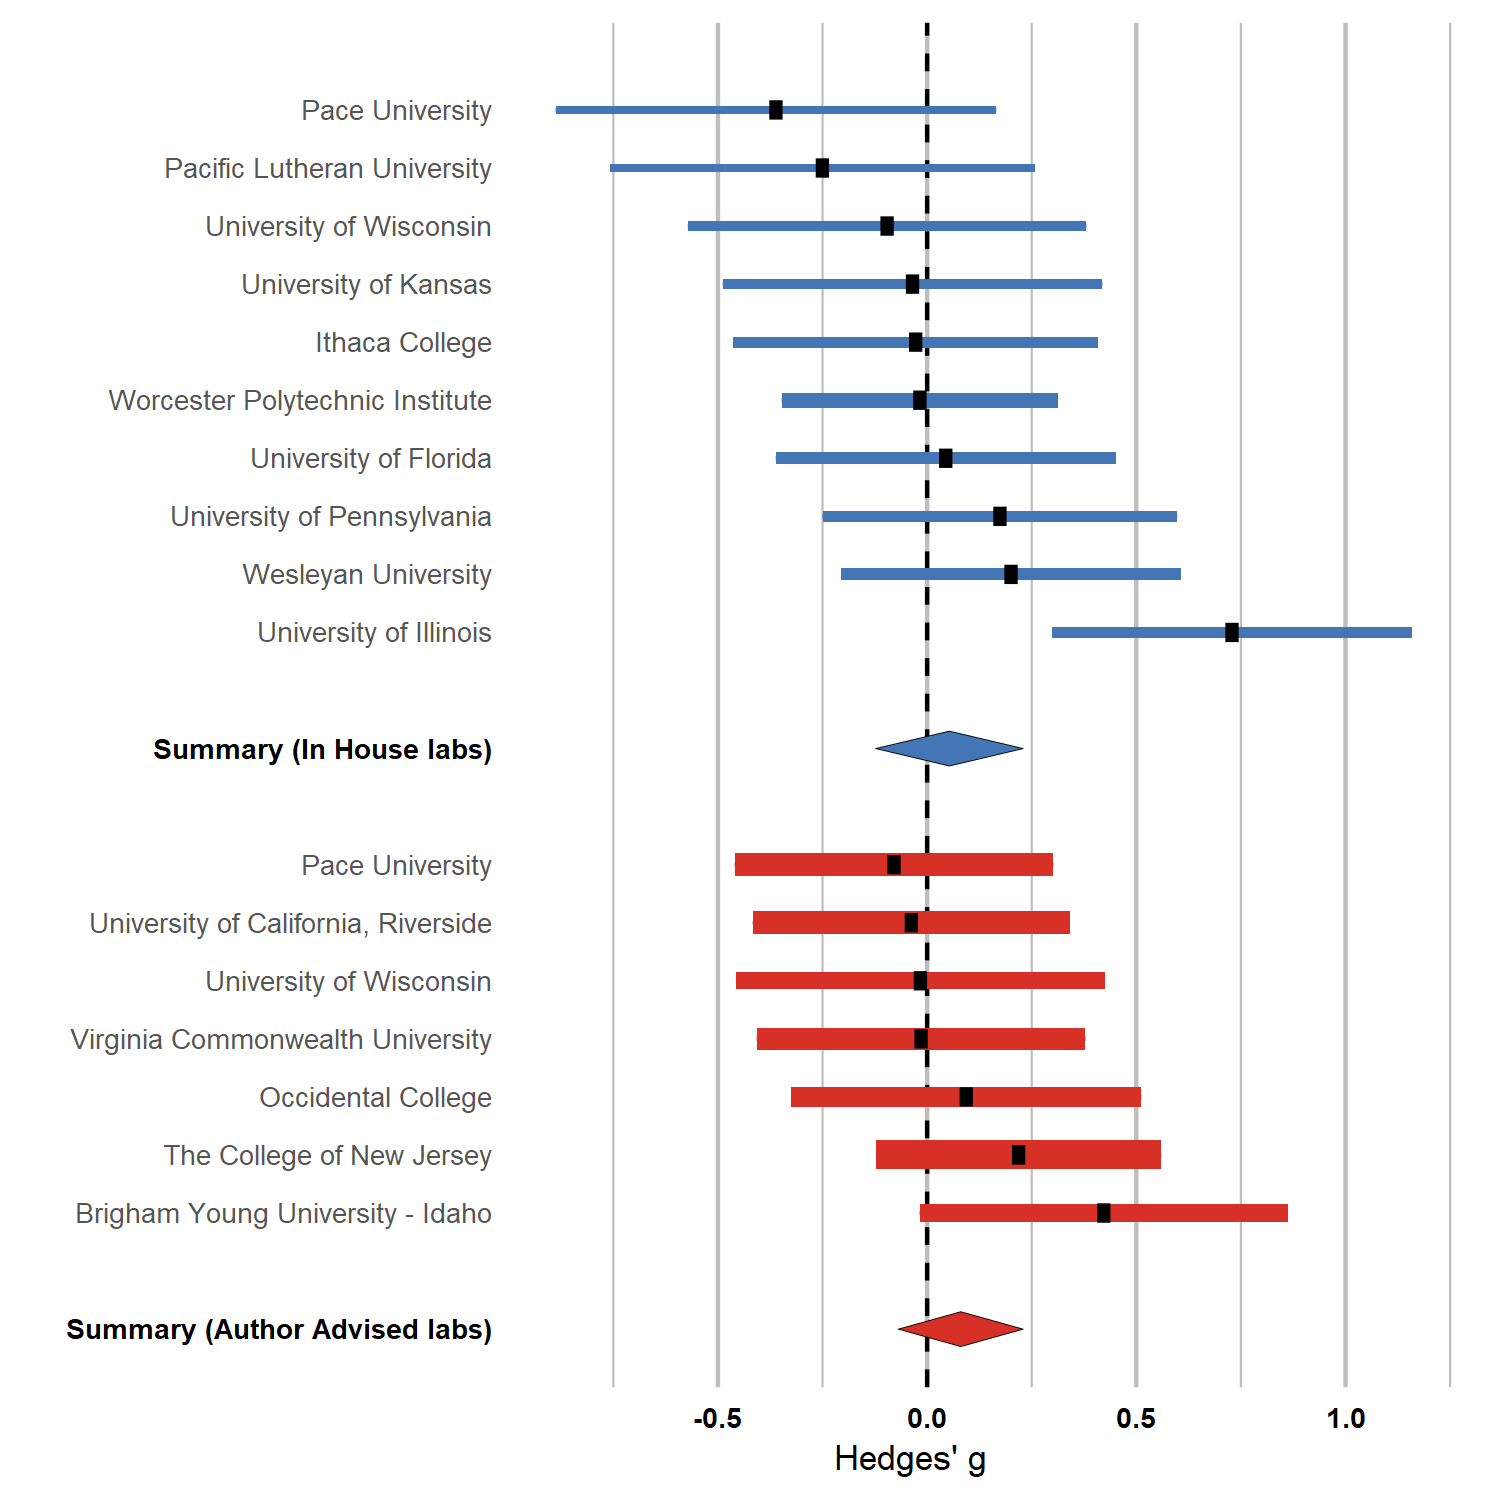 Pace University
Pacific Lutheran University
University of Wisconsin
University of Kansas
Ithaca College
Worcester Polytechnic Institute
University of Florida
University of Pennsylvania
Wesleyan University
University of Illinois
Summary (In House labs)
Pace University
University of California, Riverside
University of Wisconsin
Virginia Commonwealth University
Occidental College
The College of New Jersey
Brigham Young University - Idaho
Summary (Author Advised labs)
-0.5 0.0 0.5 1.0
Hedges' g